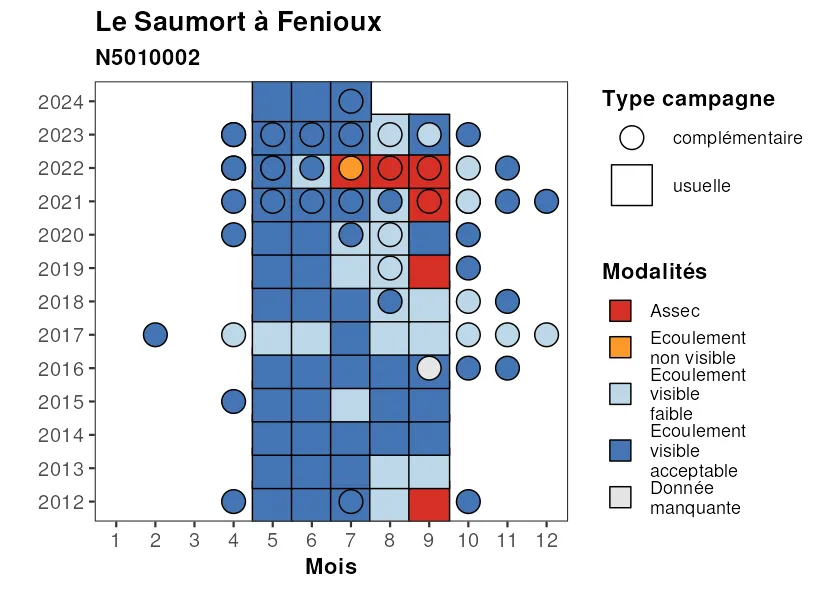 Le Saumort à Fenioux
N5010002
2024
2023
2022
2021
2020
2019
2018
2017
2016
2015
2014
2013
2012
1 2 3 4 5 6 7 8 9 10 11 12
Mois
Type campagne
complémentaire
usuelle
Modalités
Assec
Ecoulement
non visible
Ecoulement
visible
faible
Ecoulement
visible
acceptable
Donnée
manquante